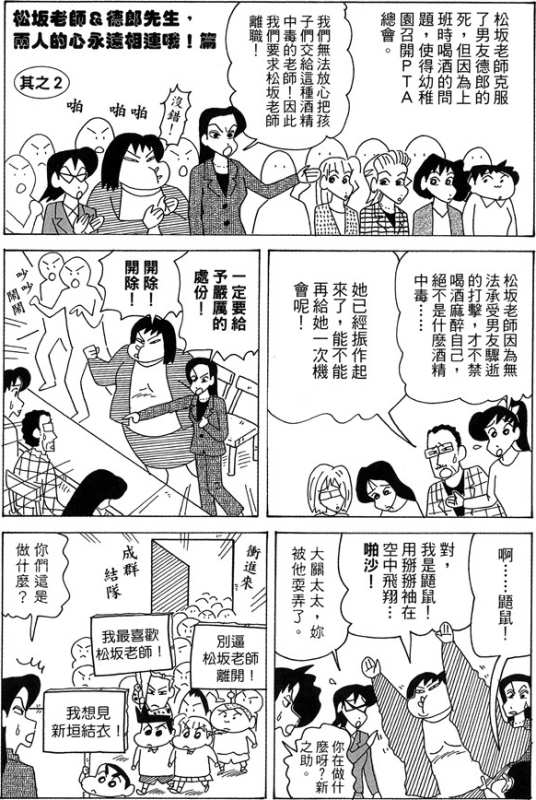 松坂老師＆德郎先生，
兩人的心永遠相連哦！篇
其之2
松坂老師克服
了男友德郎的
死，但因為上
班時喝酒的問
題，使得幼稚
園召開PTA
總會。
我們無法放心把孩
子們交給這種酒精
中毒的老師！因此
我們要求松坂老師
離職！
沒錯！
啪
啪
松坂老師因為無
法承受男友驟逝
的打擊，才不禁
喝酒麻醉自己，
絕不是什麼酒精
中毒……
她已經振作起
來了，能不能
再給她一次機
會呢！
一定要給
予嚴厲的
處份！
開除！
開除！
吵吵
鬧鬧
啊……鼯鼠！
對，
我是鼯鼠！
用掰掰袖在
空中飛翔…
啪沙！
大屭太太，妳
被他耍弄了。
你在做什
麼呀？新
之助。
衝進來
成群
結隊
你們這是
做什麼？
別逼
松坂老師
離開！
我最喜歡
松坂老師！
我想見
新垣結衣！